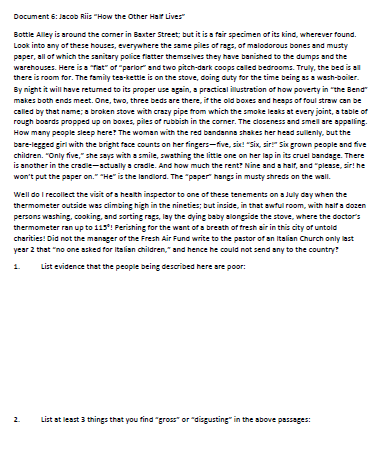 Document 6: Jacob Riis "How the Other Half Lives"
Bottle Alley is around the corner in Baxter Street; but it is a fair specimen of its kind, wherever found.
Look into any of these houses, everywhere the same piles of rags, of malodorous bones and musty
paper, all of which the sanitary police flatter themselves they have banished to the dumps and the
warehouses. Here is a "flat" of "parlor" and two pitch-dark coops called bedrooms. Truly, the bed is all
there is room for. The family tea-kettle is on the stove, doing duty for the time being as a wash-boiler.
By night it will have returned to its proper use again, a practical illustration of how poverty in "the Bend"
makes both ends meet. One, two, three beds are there, if the old boxes and heaps of foul straw can be
called by that name; a broken stove with crazy pipe from which the smoke leaks at every joint, a table of
rough boards propped up on boxes, piles of rubbish in the corner. The closeness and smell are appalling.
How many people sleep here? The woman with the red bandanna shakes her head sullenly, but the
bare-legged girl with the bright face counts on her fingers—five, six! "Six, sir!" Six grown people and five
children. "Only five," she says with a smile, swathing the little one on her lap in its cruel bandage. There
is another in the cradle—actually a cradle. And how much the rent? Nine and a half, and "please, sir! he
won't put the paper on." "He" is the landlord. The "paper" hangs in musty shreds on the wall.
Well do I recollect the visit of a health inspector to one of these tenements on a July day when the
thermometer outside was climbing high in the nineties; but inside, in that awful room, with half a dozen
persons washing, cooking, and sorting rags, lay the dying baby alongside the stove, where the doctor's
thermometer ran up to 115°! Perishing for the want of a breath of fresh air in this city of untold
charities! Did not the manager of the Fresh Air Fund write to the pastor of an Italian Church only last
year 2 that "no one asked for Italian children," and hence he could not send any to the country?
1. List evidence that the people being described here are poor:
2. List at least 3 things that you find "gross" or "disgusting" in the above passages: